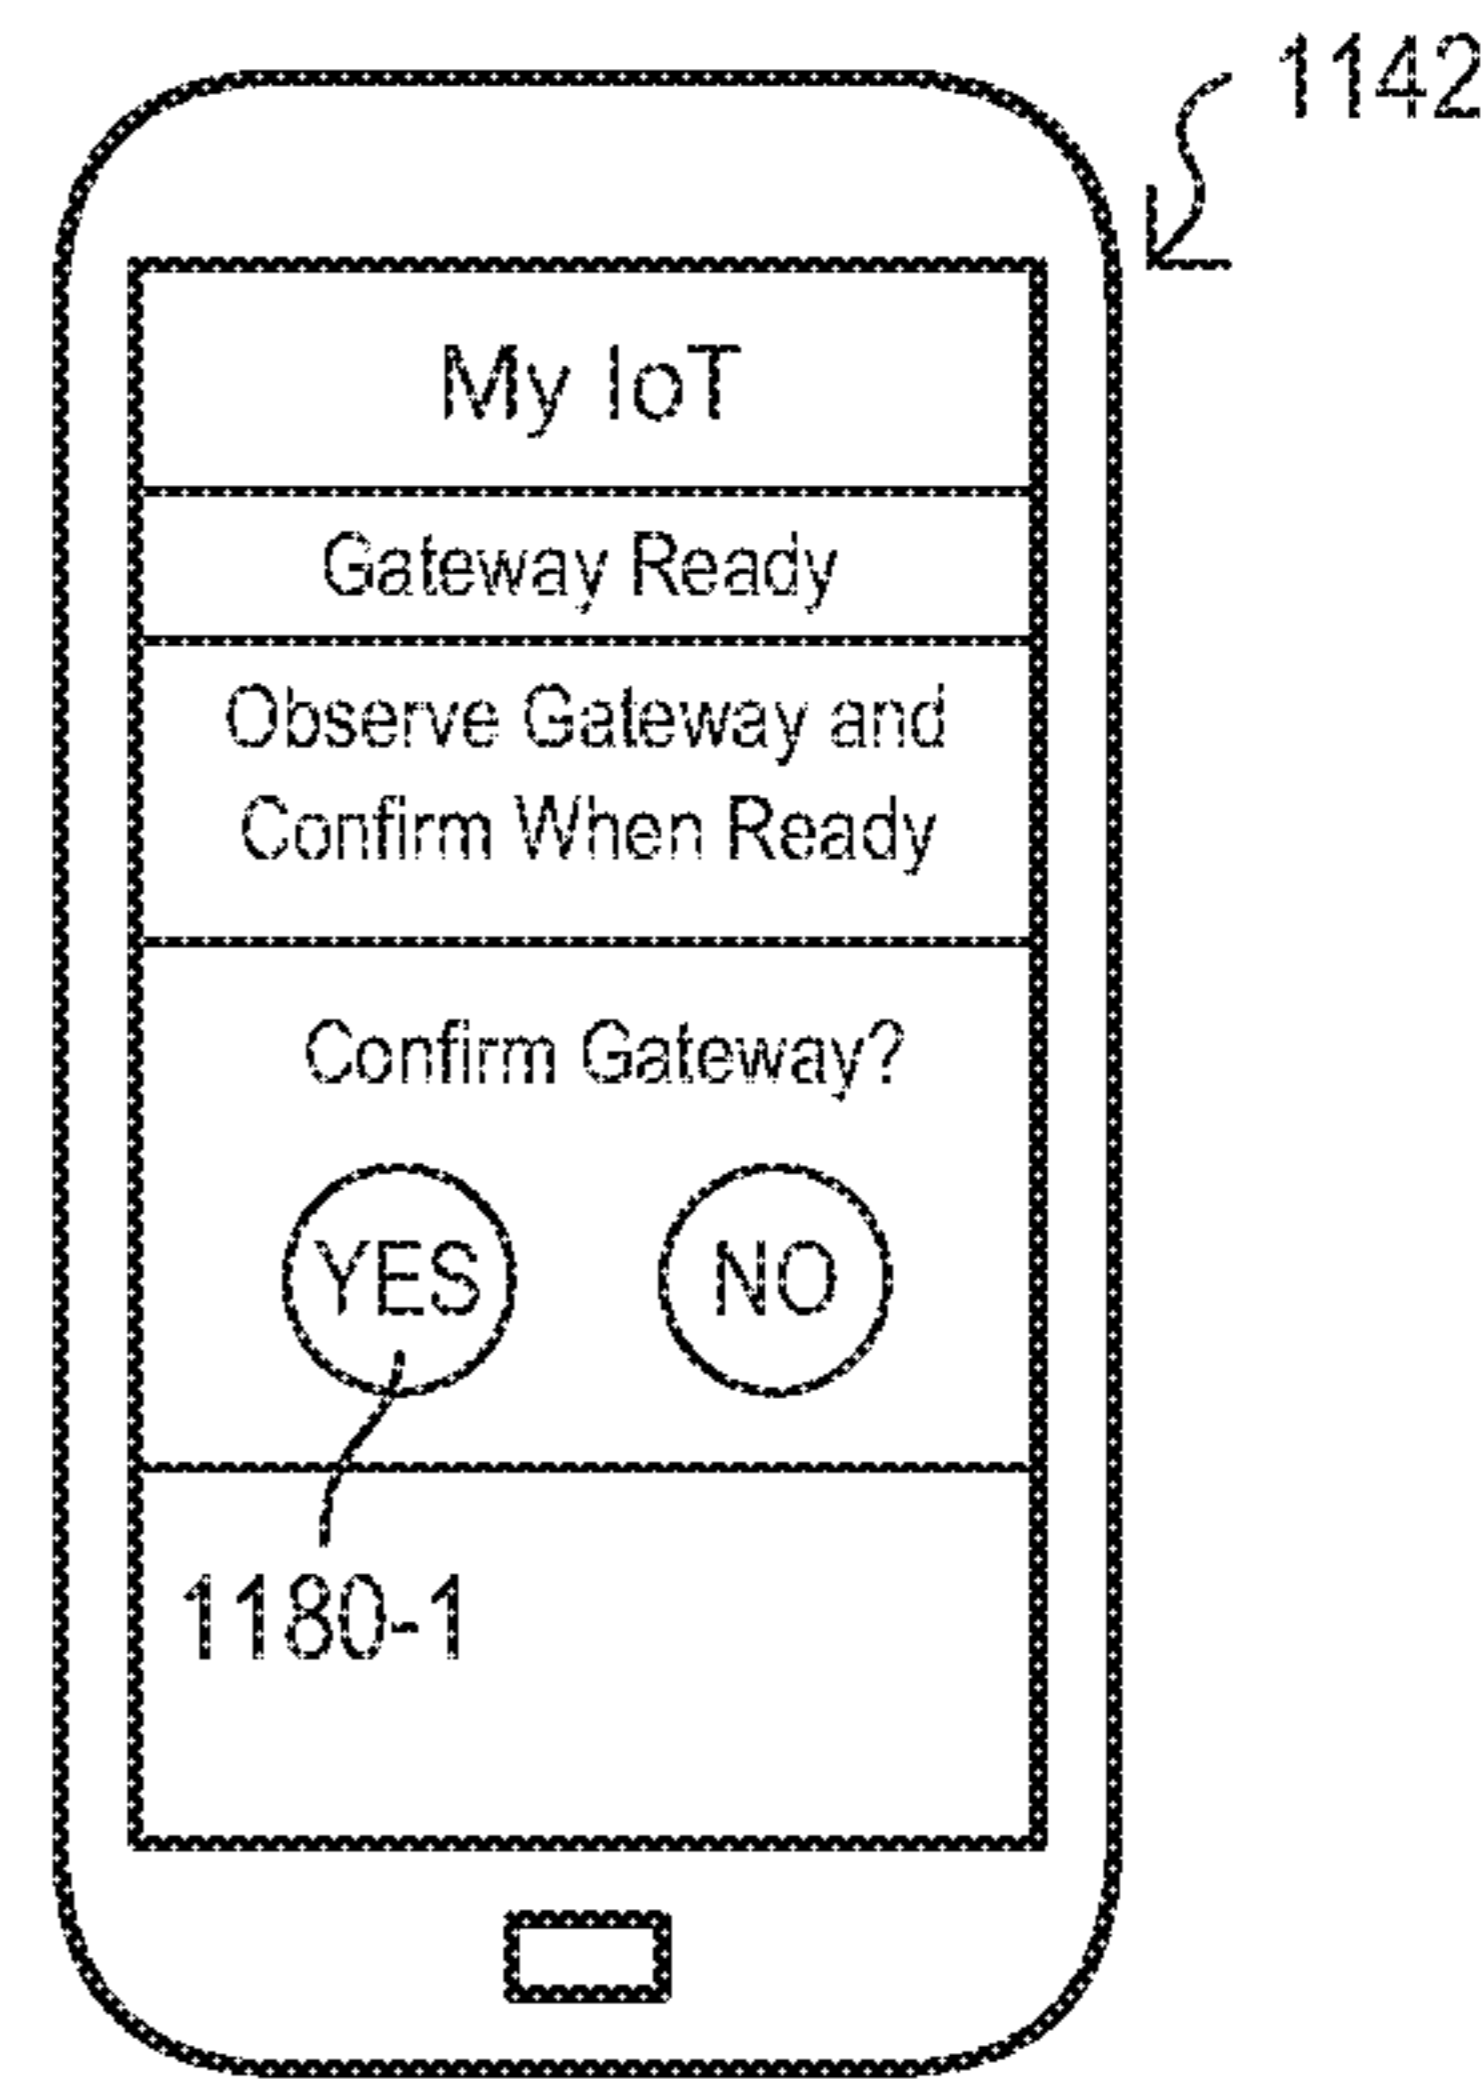 1142
My IoT
Gateway Ready
Observe Gateway and
Confirm When Ready
Confirm Gateway?
YES NO
1180-1